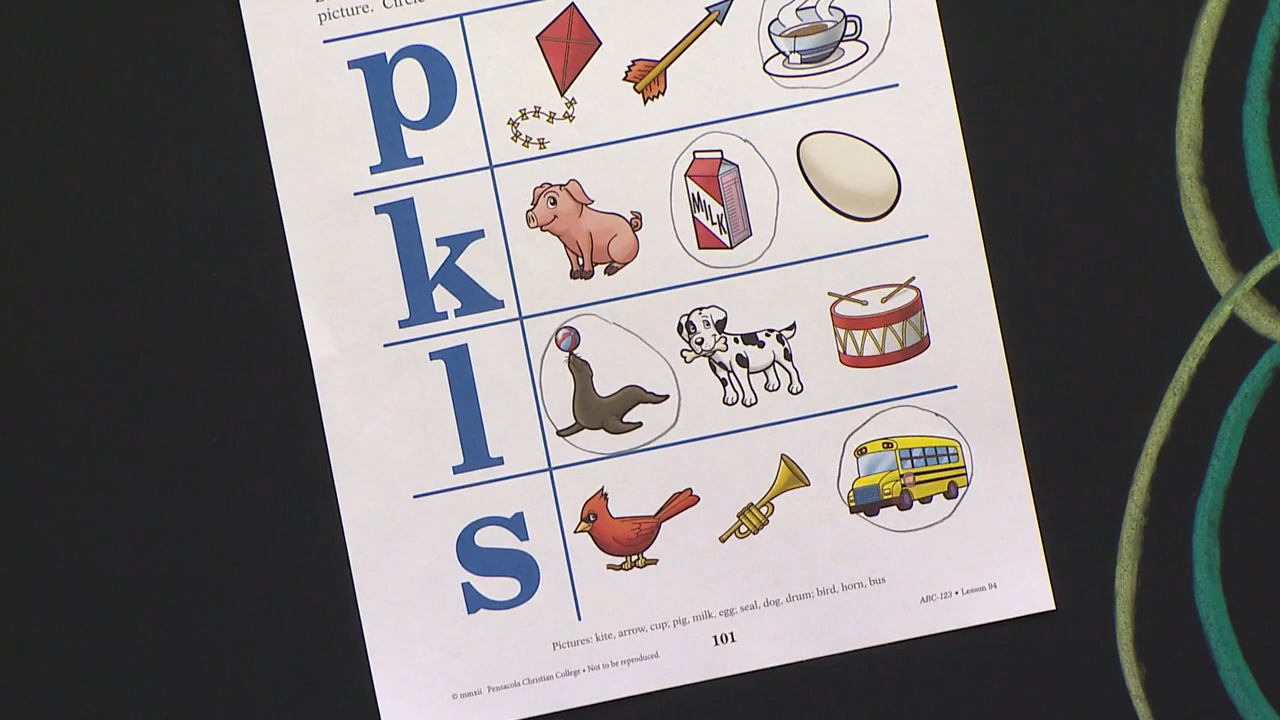 picture. Circle
p
k
MILK
l
s
Pictures: kite, arrow, cup; pig, milk, egg; seal, dog, drum; bird, horn, bus
ABC-123 • Lesson 94
101
© mmxii Pensacola Christian College • Not to be reproduced.